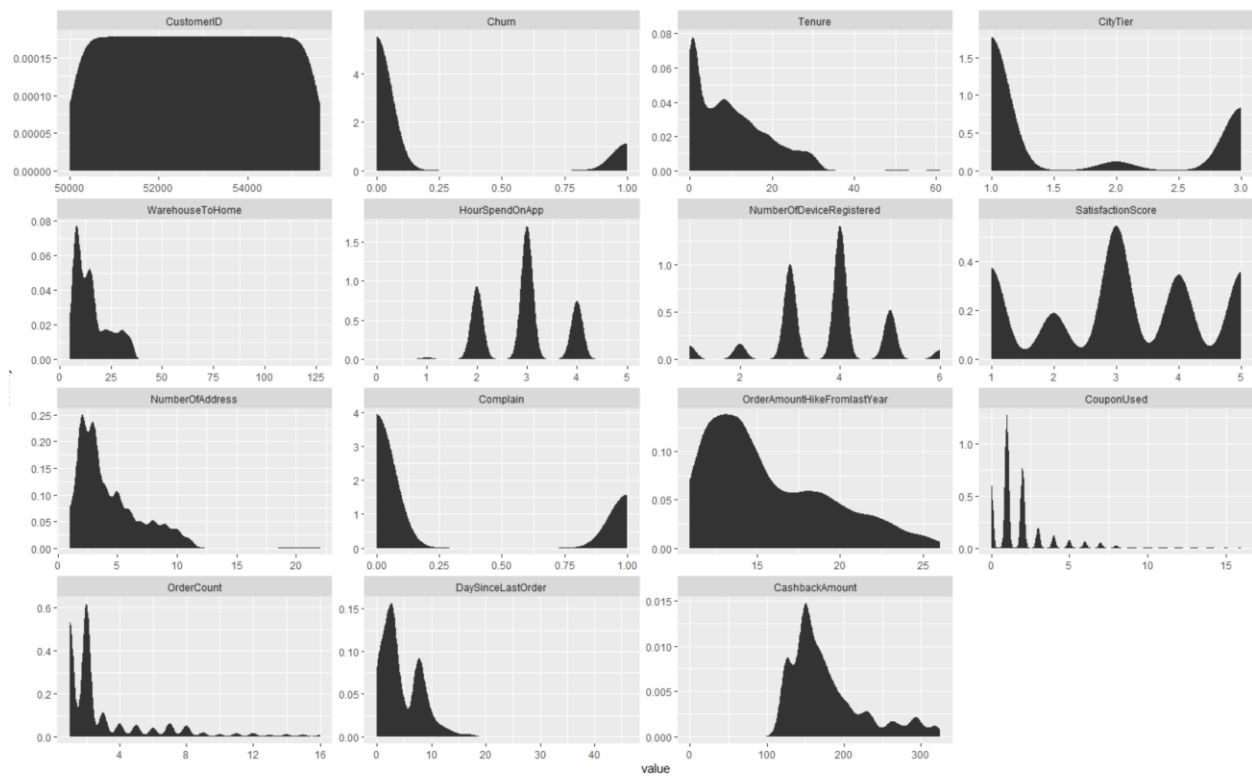 CustomerID
Churn
Tenure
CityTier
0.00015
0.00010
0.00005
0.00000
50000 52000 54000
4
2
0
0.00 0.25 0.50 0.75 1.00
0.08
0.06
0.04
0.02
0.00
0 20 40 60
1.5
1.0
0.5
0.0
1.0 1.5 2.0 2.5 3.0
WarehouseToHome
HourSpendOnApp
NumberOfDeviceRegistered
SatisfactionScore
0.08
0.06
0.04
0.02
0.00
0 25 50 75 100 125
1.5
1.0
0.5
0.0
0 1 2 3 4 5
1.0
0.5
0.0
2 4 6
0.4
0.2
0.0
1 2 3 4 5
NumberOfAddress
Complain
OrderAmountHikeFromlastYear
CouponUsed
0.25
0.20
0.15
0.10
0.05
0.00
0 5 10 15 20
4
3
2
1
0
0.00 0.25 0.50 0.75 1.00
0.10
0.05
0.00
15 20 25
1.0
0.5
0.0
0 5 10 15
OrderCount
DaySinceLastOrder
CashbackAmount
0.6
0.4
0.2
0.0
4 8 12 16
0.15
0.10
0.05
0.00
0 10 20 30 40
0.015
0.010
0.005
0.000
0 100 200 300
value